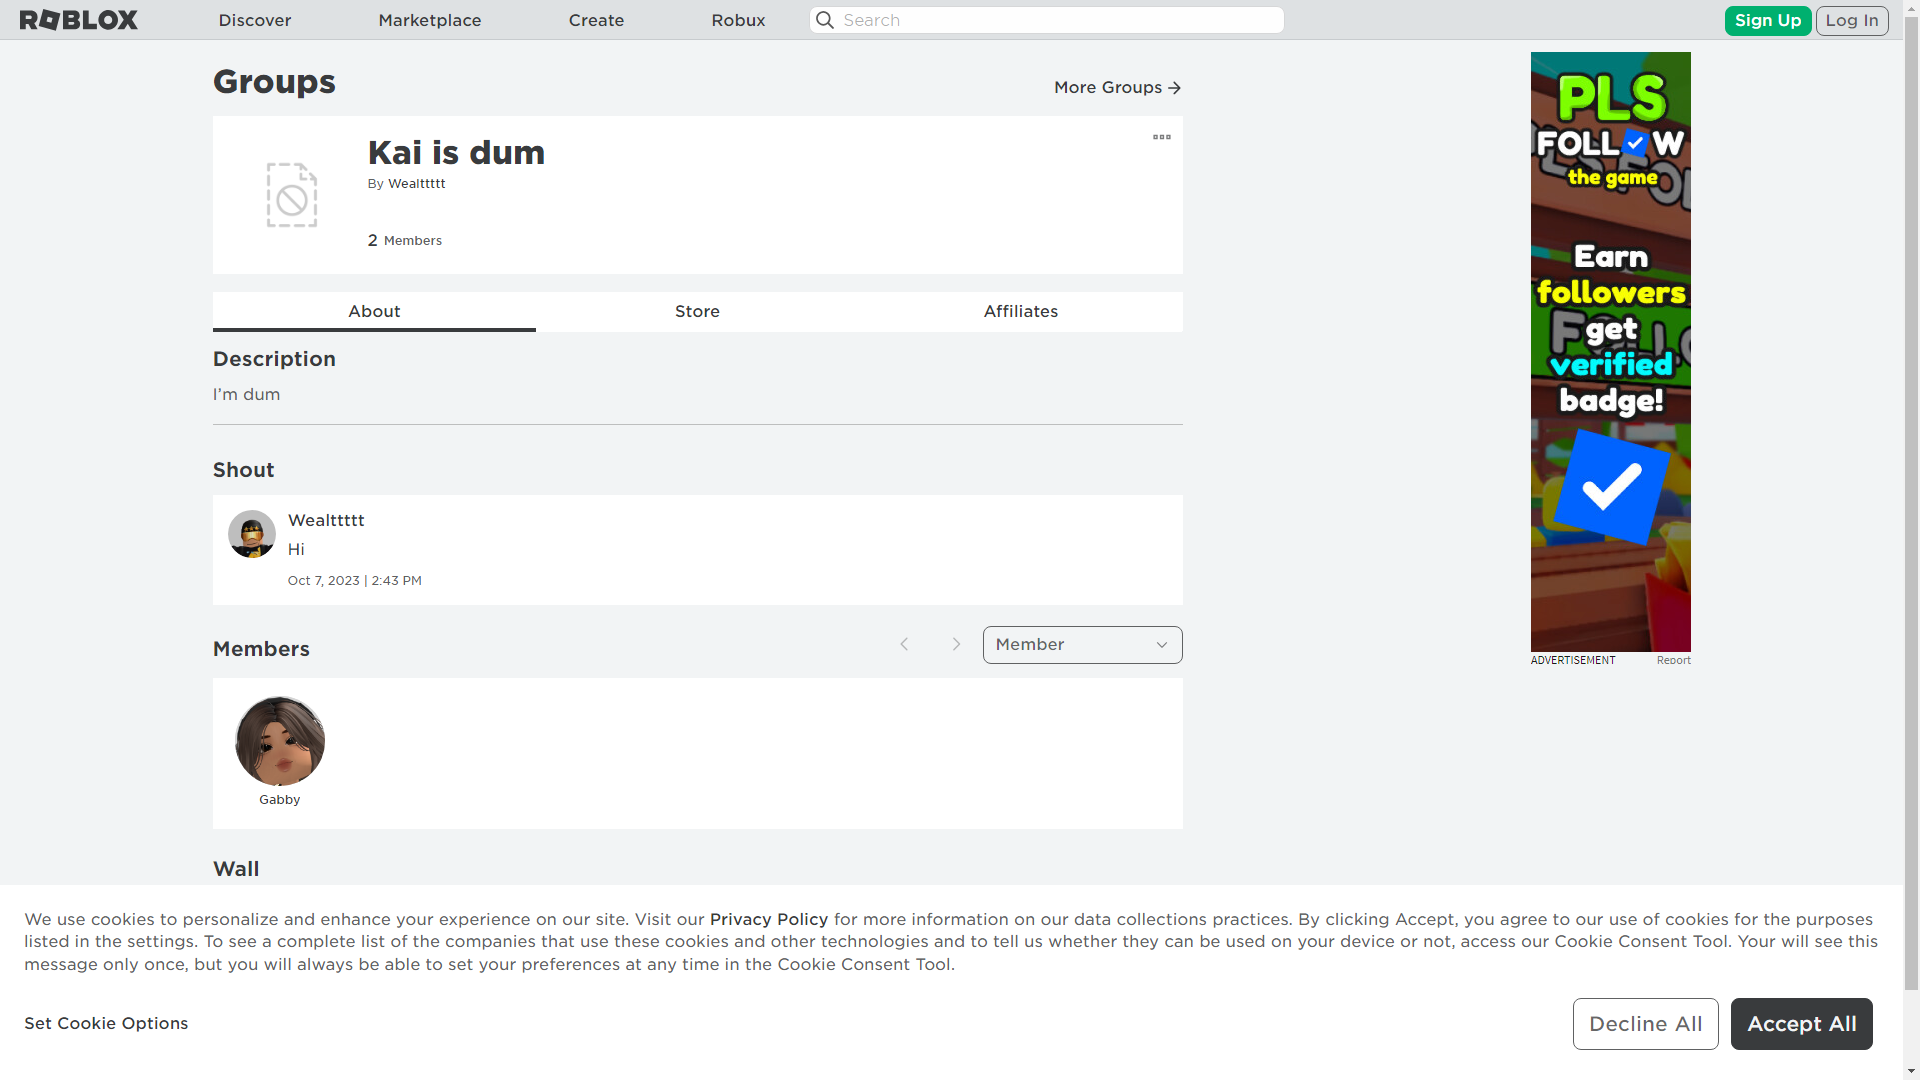 ROBLOX
Discover
Marketplace
Create
Robux
Search
Sign Up
Log In
Groups
More Groups
Kai is dum
By Wealttttt
2 Members
About
Store
Affiliates
Description
I'm dum
Shout
Wealttttt
Hi
Oct 7, 2023 | 2:43 PM
Members
Member
Gabby
Wall
PLS
FOLLOW
the game
Earn
followers
get
verified
badge!
ADVERTISEMENT
Report
We use cookies to personalize and enhance your experience on our site. Visit our Privacy Policy for more information on our data collections practices. By clicking Accept, you agree to our use of cookies for the purposes
listed in the settings. To see a complete list of the companies that use these cookies and other technologies and to tell us whether they can be used on your device or not, access our Cookie Consent Tool. Your will see this
message only once, but you will always be able to set your preferences at any time in the Cookie Consent Tool.
Set Cookie Options
Decline All
Accept All